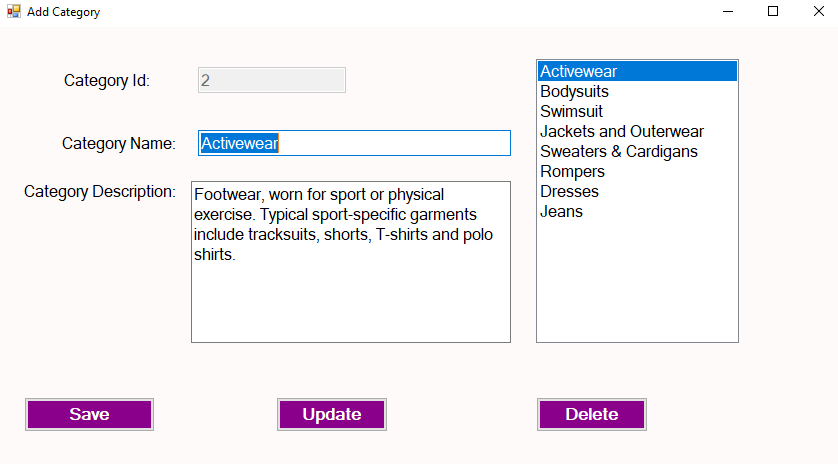 Add Category
Category Id: 2
Category Name: Activewear
Category Description: Footwear, worn for sport or physical
exercise. Typical sport-specific garments
include tracksuits, shorts, T-shirts and polo
shirts.
Activewear
Bodysuits
Swimsuit
Jackets and Outerwear
Sweaters & Cardigans
Rompers
Dresses
Jeans
Save Update Delete